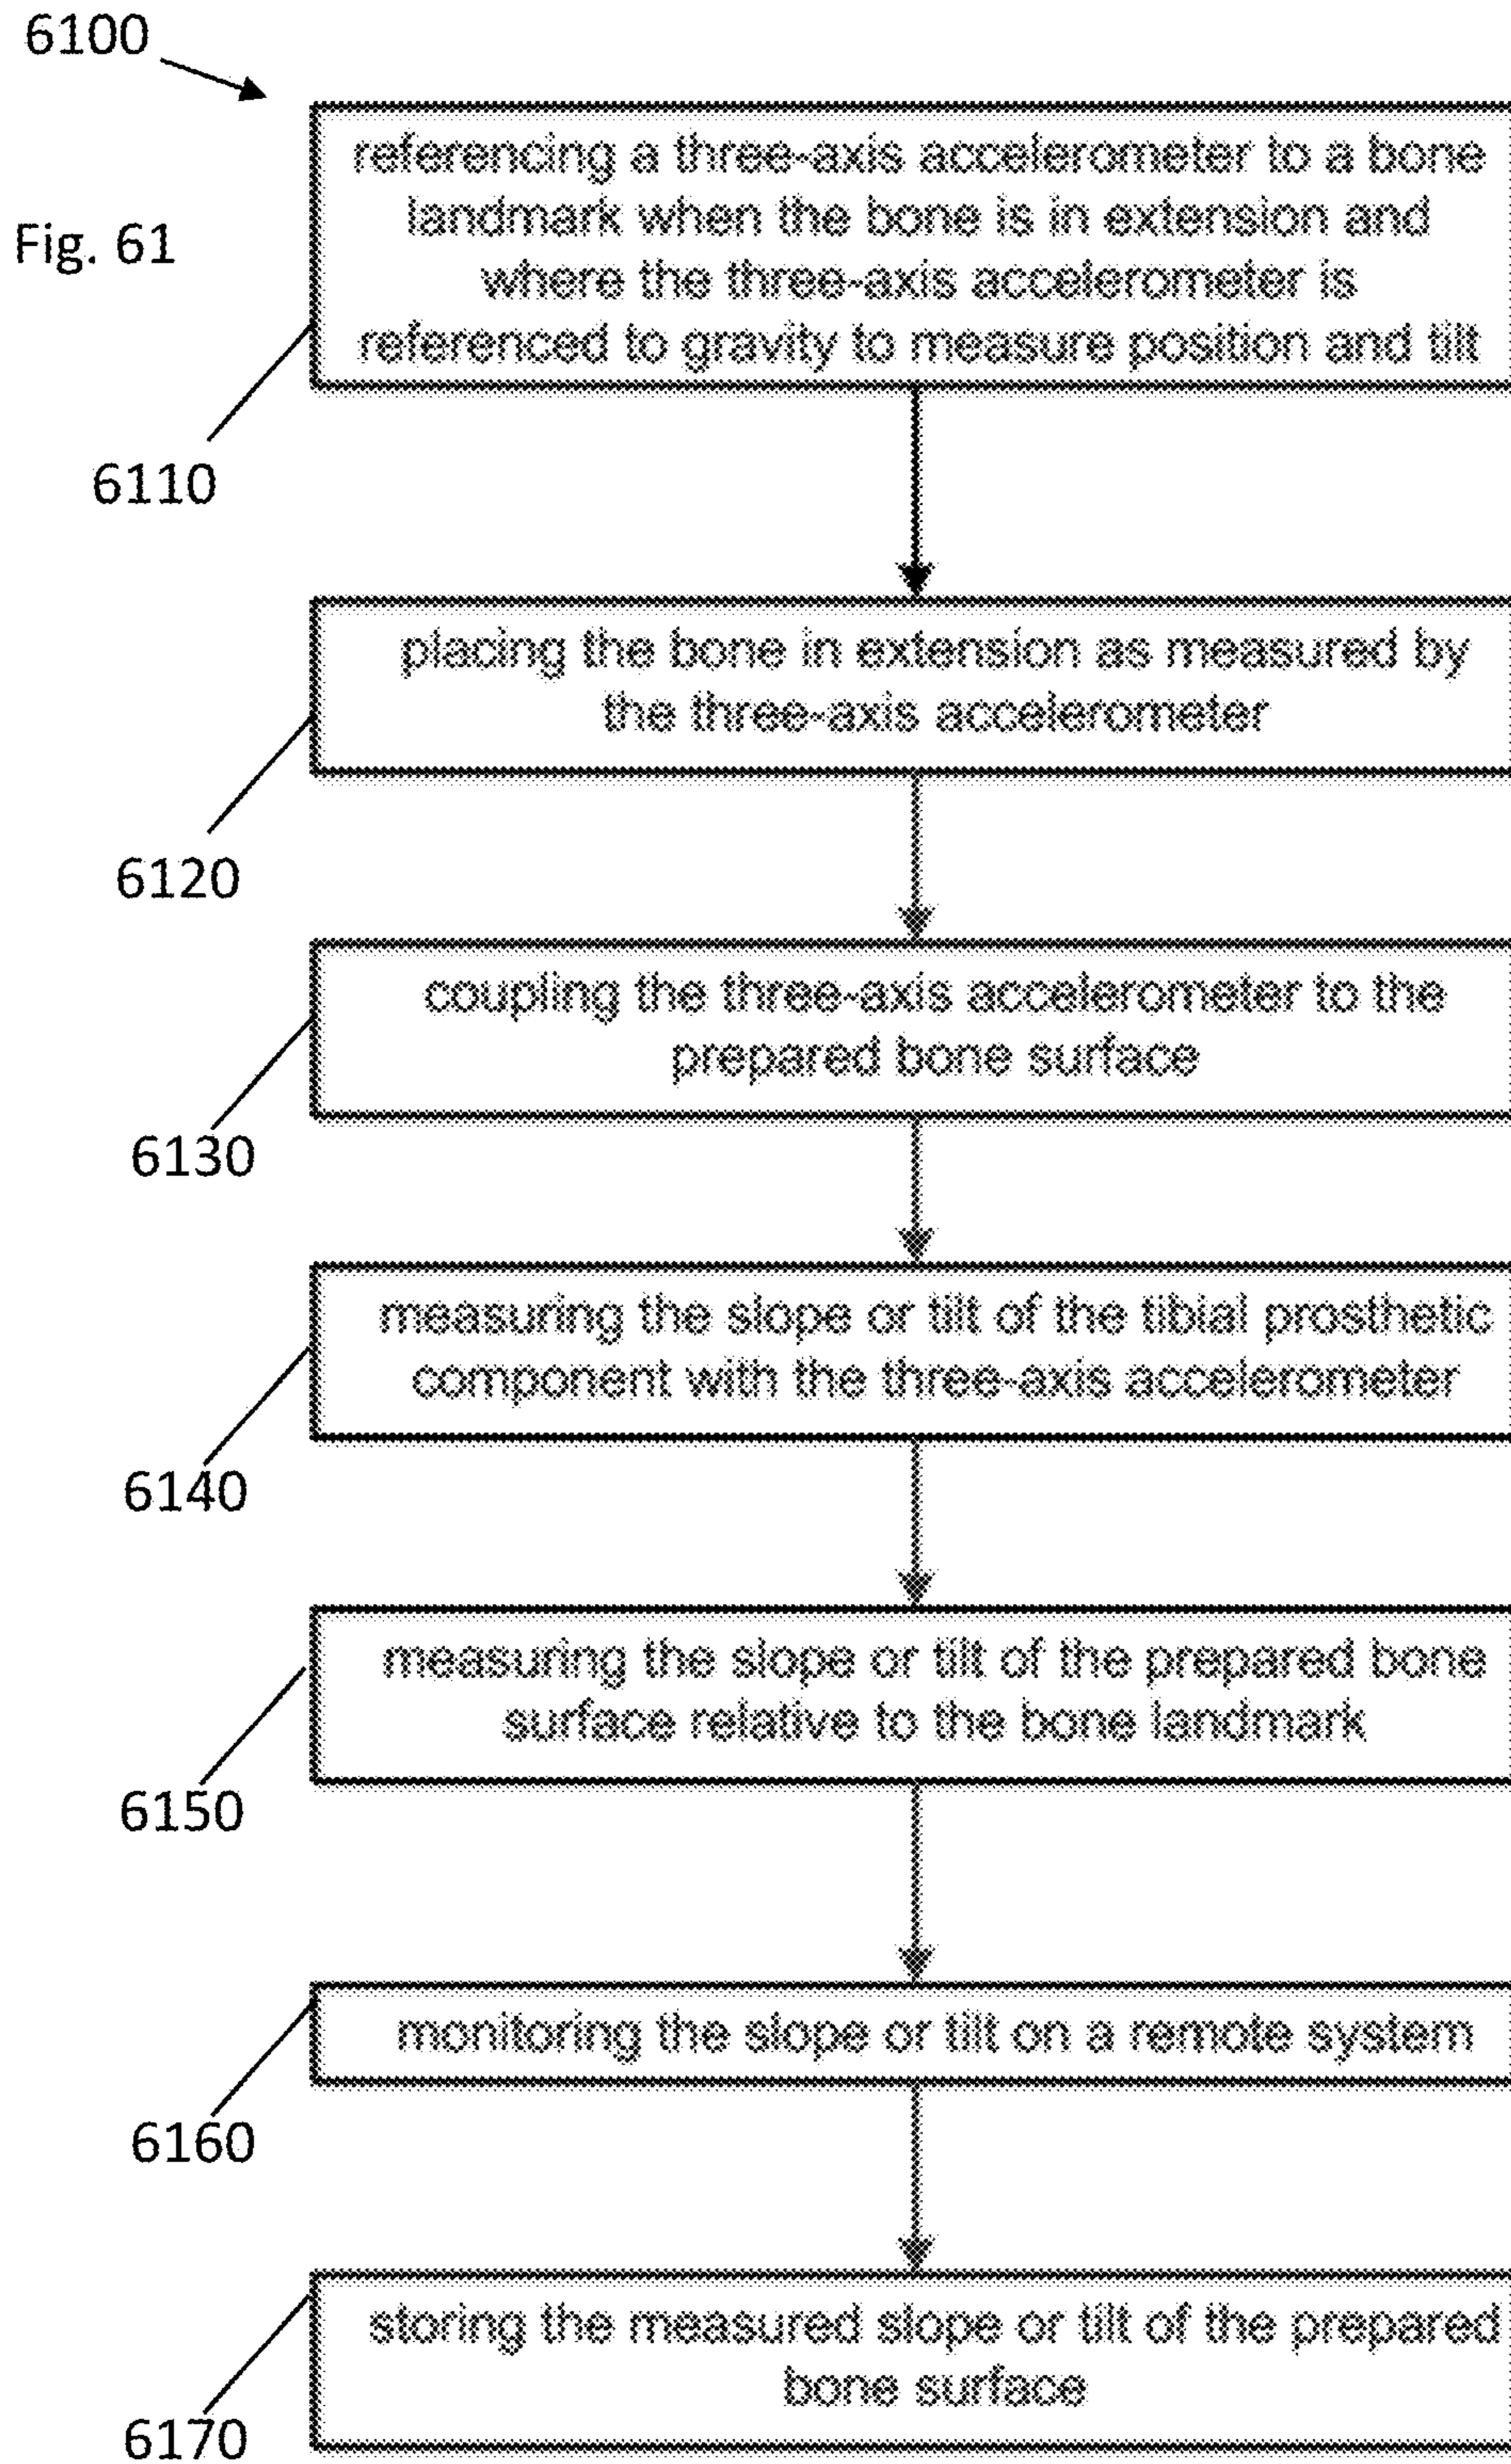 6100
Fig. 61
referencing a three-axis accelerometer to a bone
landmark when the bone is in extension and
where the three-axis accelerometer is
referenced to gravity to measure position and tilt
6110
placing the bone in extension as measured by
the three-axis accelerometer
6120
coupling the three-axis accelerometer to the
prepared bone surface
6130
measuring the slope or tilt of the tibial prosthetic
component with the three-axis accelerometer
6140
measuring the slope or tilt of the prepared bone
surface relative to the bone landmark
6150
monitoring the slope or tilt on a remote system
6160
storing the measured slope or tilt of the prepared
bone surface
6170